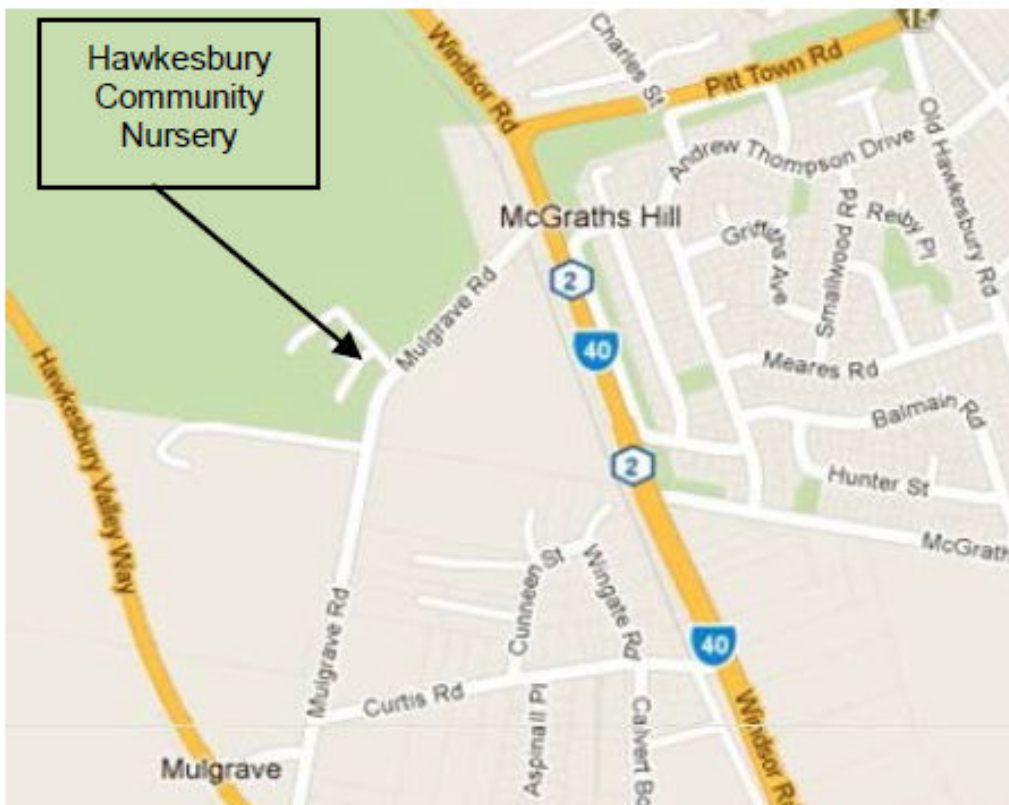 Hawkesbury
Community
Nursery
Windsor Rd
Charles St
Pitt Town Rd
Old Hawkesbury Rd
Andrew Thompson Drive
McGraths Hill
Griffiths Ave
Smallwood Rd
Reiby Pl
2
Mulgrave Rd
40
Meares Rd
Hawkesbury Valley Way
Balmain Rd
2
Hunter St
McGrath
Cunneen St
Wingate Rd
Mulgrave Rd
40
Curtis Rd
Aspinall Pl
Calvert
Windsor Rd
Mulgrave